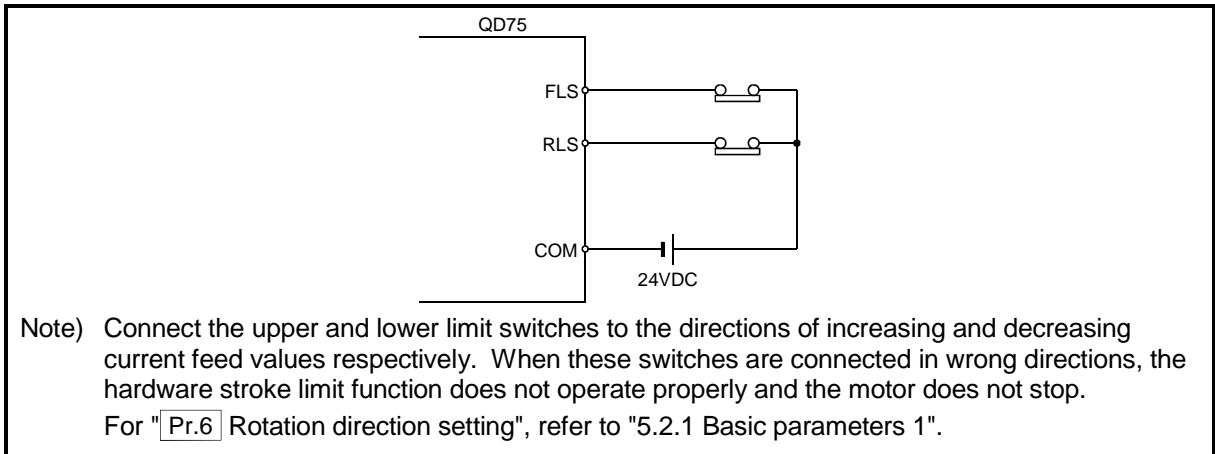 QD75
FLS
RLS
COM
24VDC
Note) Connect the upper and lower limit switches to the directions of increasing and decreasing
current feed values respectively. When these switches are connected in wrong directions, the
hardware stroke limit function does not operate properly and the motor does not stop.
For " Pr.6 Rotation direction setting", refer to "5.2.1 Basic parameters 1".